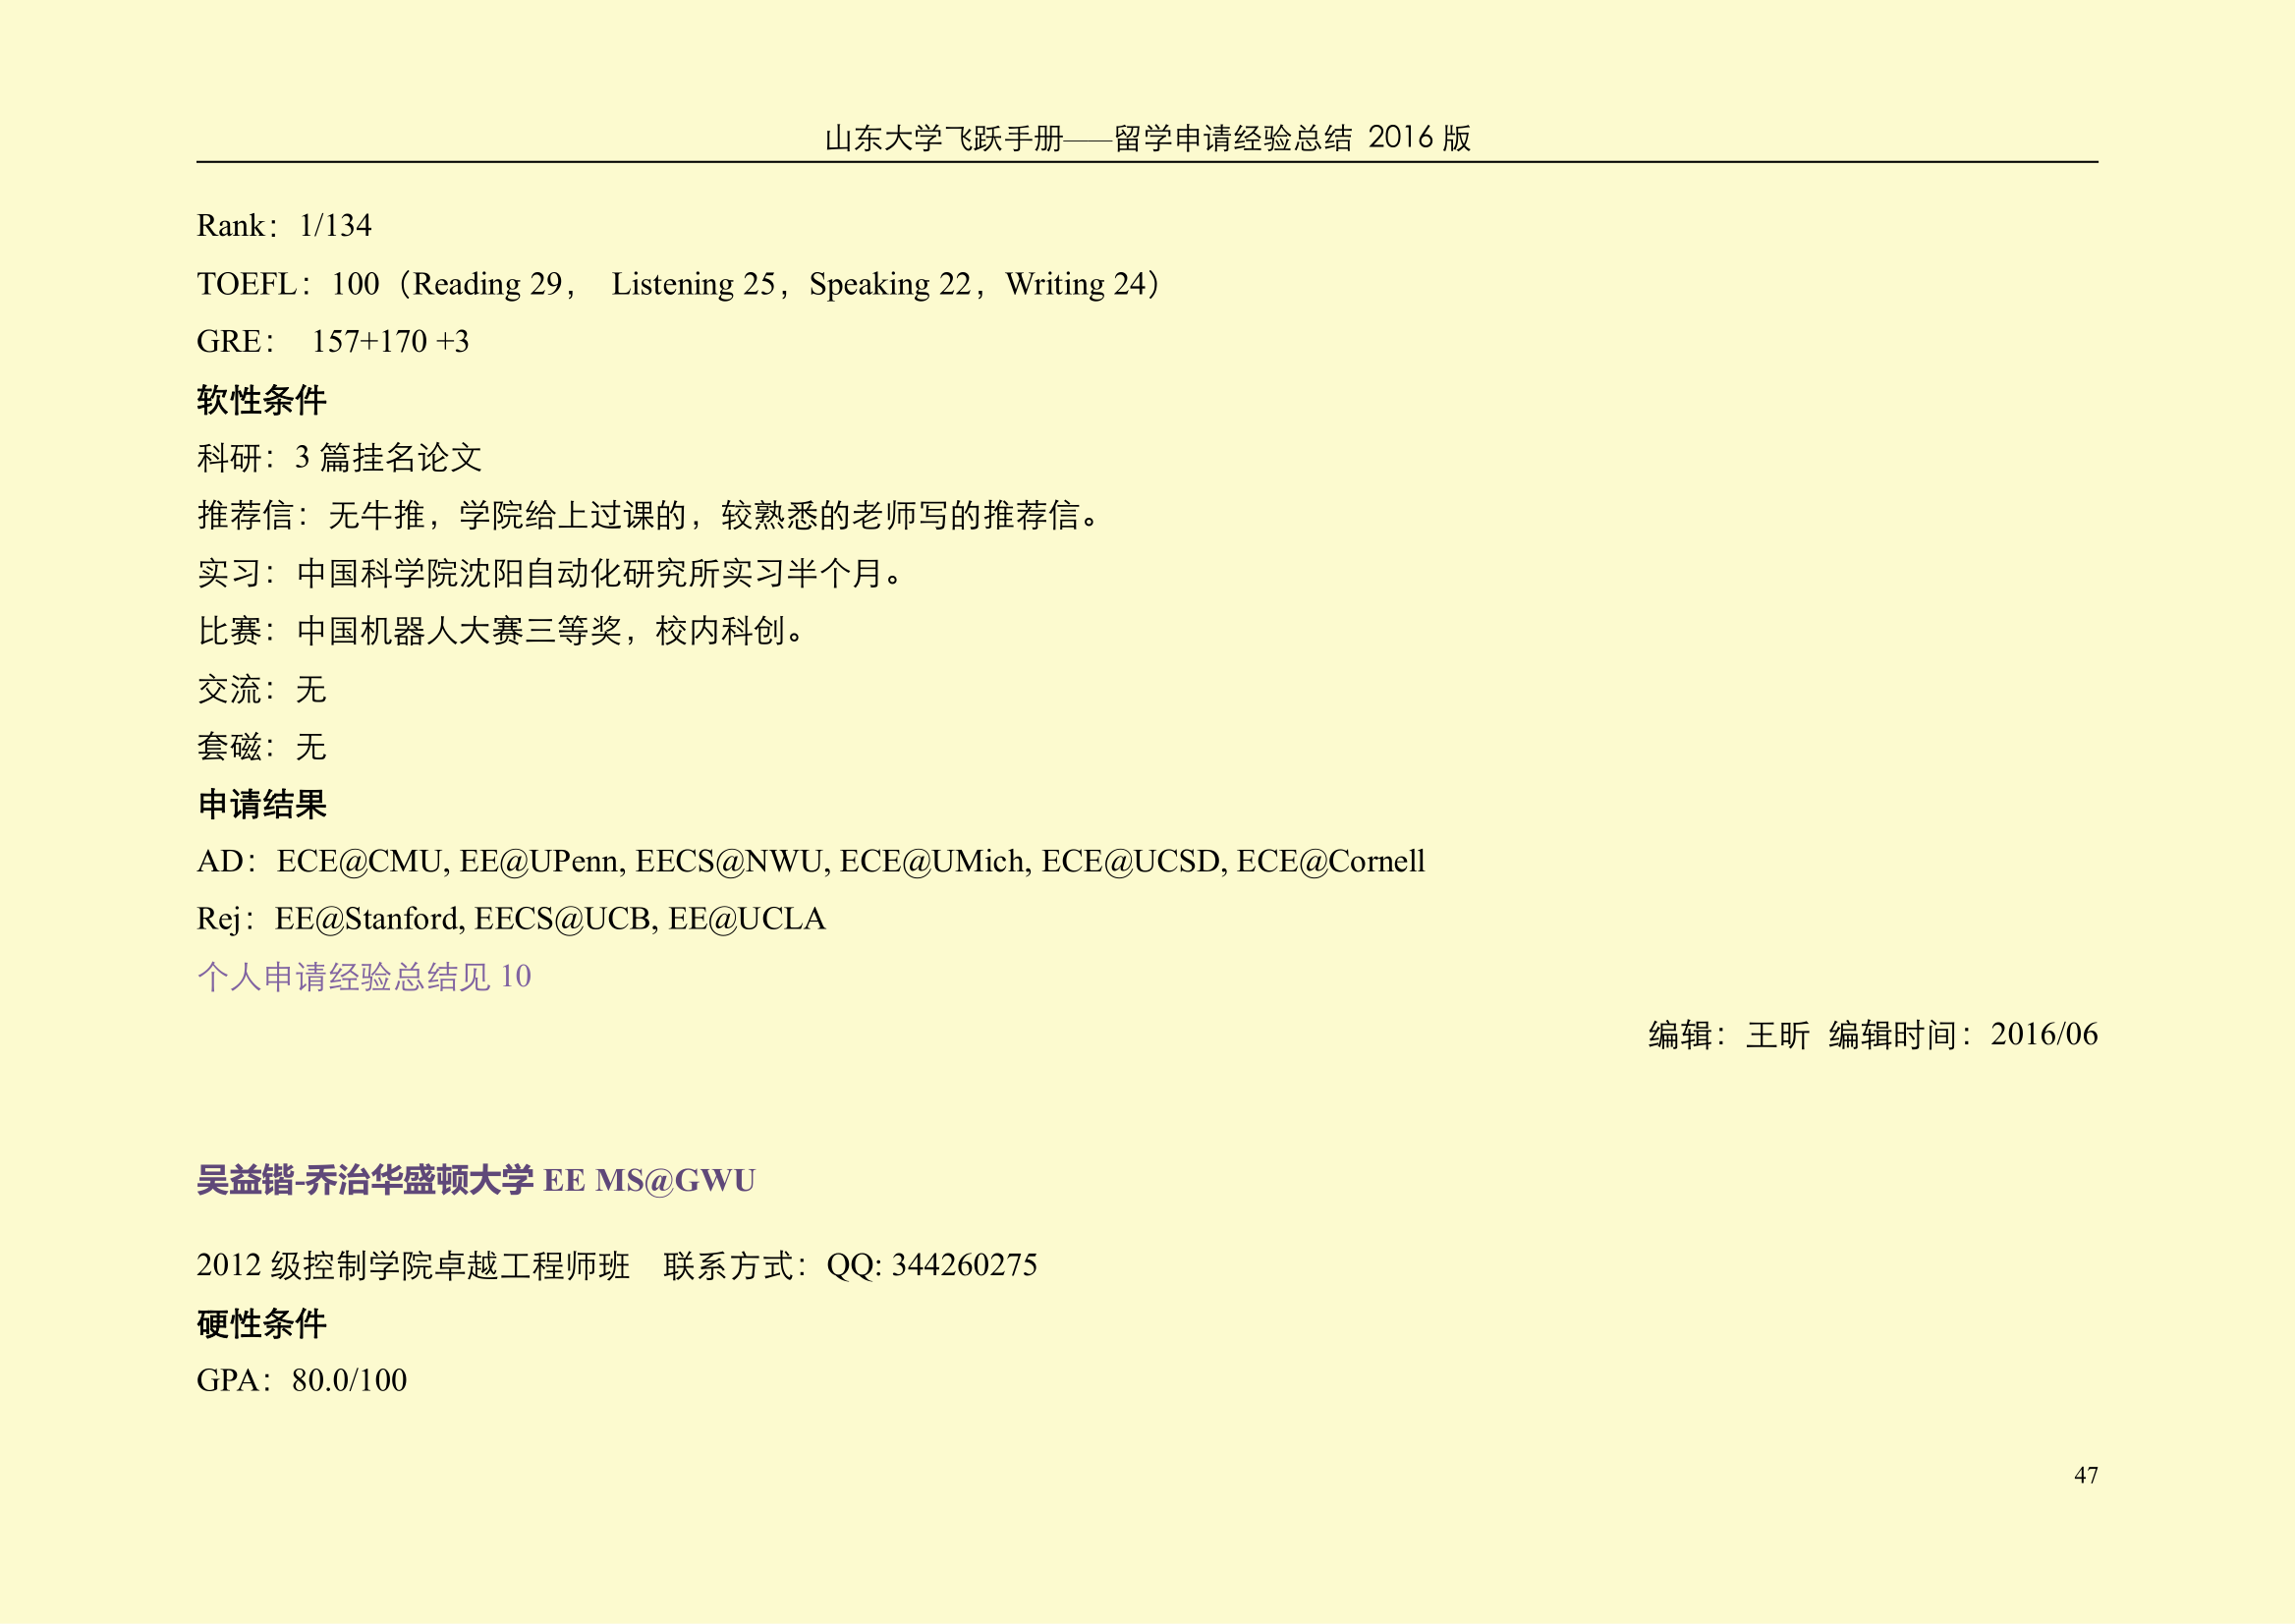 山东大学飞跃手册——留学申请经验总结 2016 版
Rank：1/134
TOEFL：100（Reading 29， Listening 25，Speaking 22，Writing 24）
GRE： 157+170 +3
软性条件
科研：3 篇挂名论文
推荐信：无牛推，学院给上过课的，较熟悉的老师写的推荐信。
实习：中国科学院沈阳自动化研究所实习半个月。
比赛：中国机器人大赛三等奖，校内科创。
交流：无
套磁：无
申请结果
AD：ECE@CMU, EE@UPenn, EECS@NWU, ECE@UMich, ECE@UCSD, ECE@Cornell
Rej：EE@Stanford, EECS@UCB, EE@UCLA
个人申请经验总结见 10
编辑：王昕 编辑时间：2016/06
吴益锴-乔治华盛顿大学 EE MS@GWU
2012 级控制学院卓越工程师班 联系方式：QQ: 344260275
硬性条件
GPA：80.0/100
47